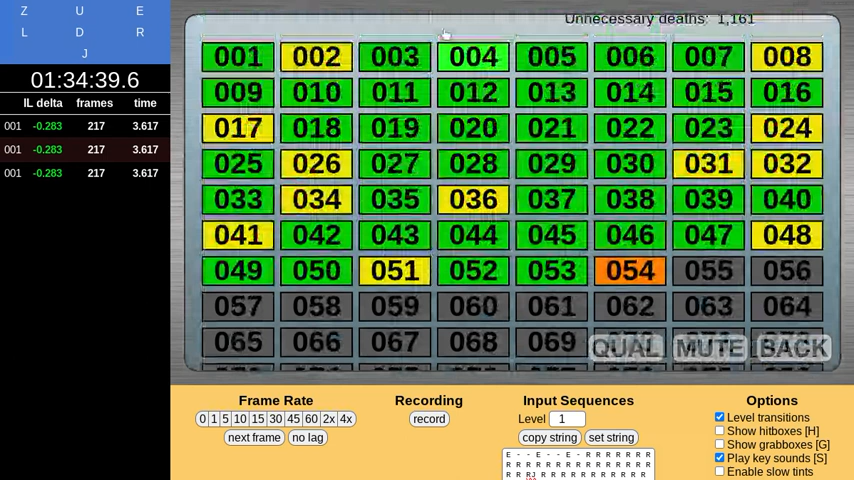 Z U E
L D R
J
01:34:39.6
IL delta frames time
001 -0.283 217 3.617
001 -0.283 217 3.617
001 -0.283 217 3.617
Unnecessary deaths: 1,161
001 002 003 004 005 006 007 008
009 010 011 012 013 014 015 016
017 018 019 020 021 022 023 024
025 026 027 028 029 030 031 032
033 034 035 036 037 038 039 040
041 042 043 044 045 046 047 048
049 050 051 052 053 054 055 056
057 058 059 060 061 062 063 064
065 066 067 068 069
QUAL MUTE BACK
Frame Rate
0 1 5 10 15 30 45 60 2x 4x
next frame no lag
Recording
record
Input Sequences
Level 1
copy string set string
E - - E - - E - R R R R R R R
R R R R R R R R R R R R R R R R
R R RJ R R R R R R R R R R R
Options
Level transitions
Show hitboxes [H]
Show grabboxes [G]
Play key sounds [S]
Enable slow tints